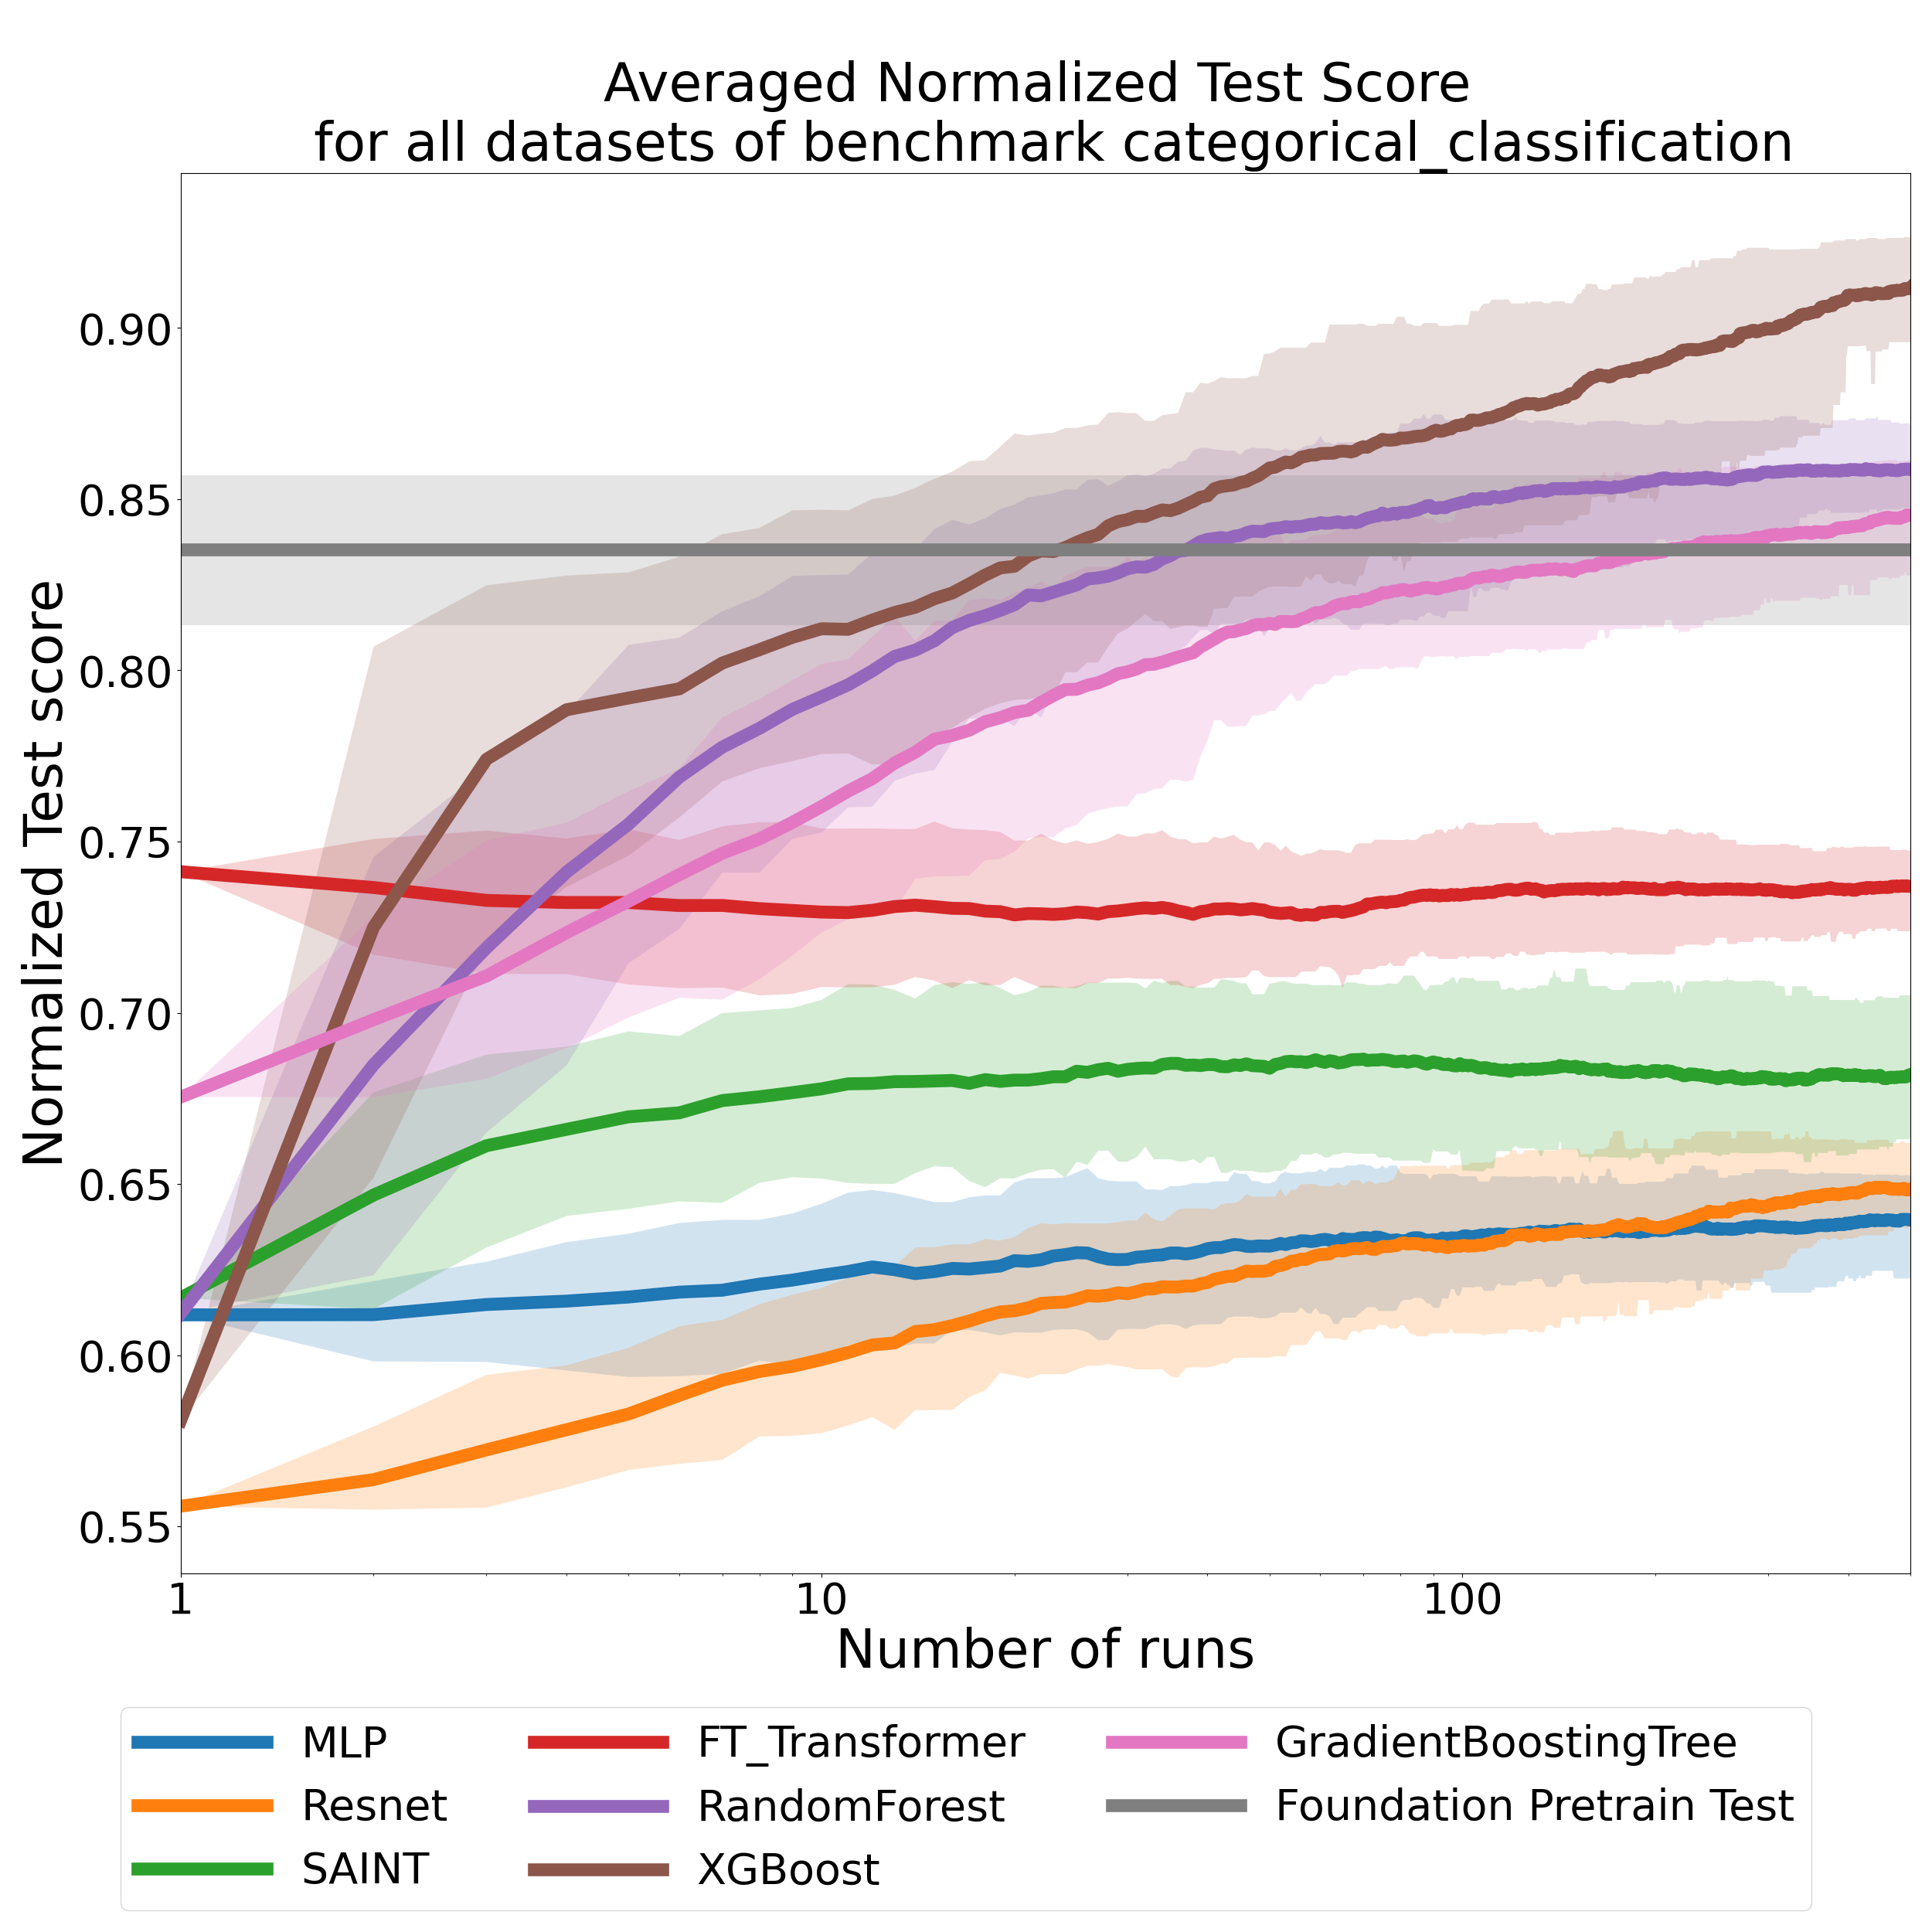 Averaged Normalized Test Score
for all datasets of benchmark categorical_classification
Normalized Test score
0.90
0.85
0.80
0.75
0.70
0.65
0.60
0.55
1
10
100
Number of runs
MLP
Resnet
SAINT
FT_Transformer
RandomForest
XGBoost
GradientBoostingTree
Foundation Pretrain Test